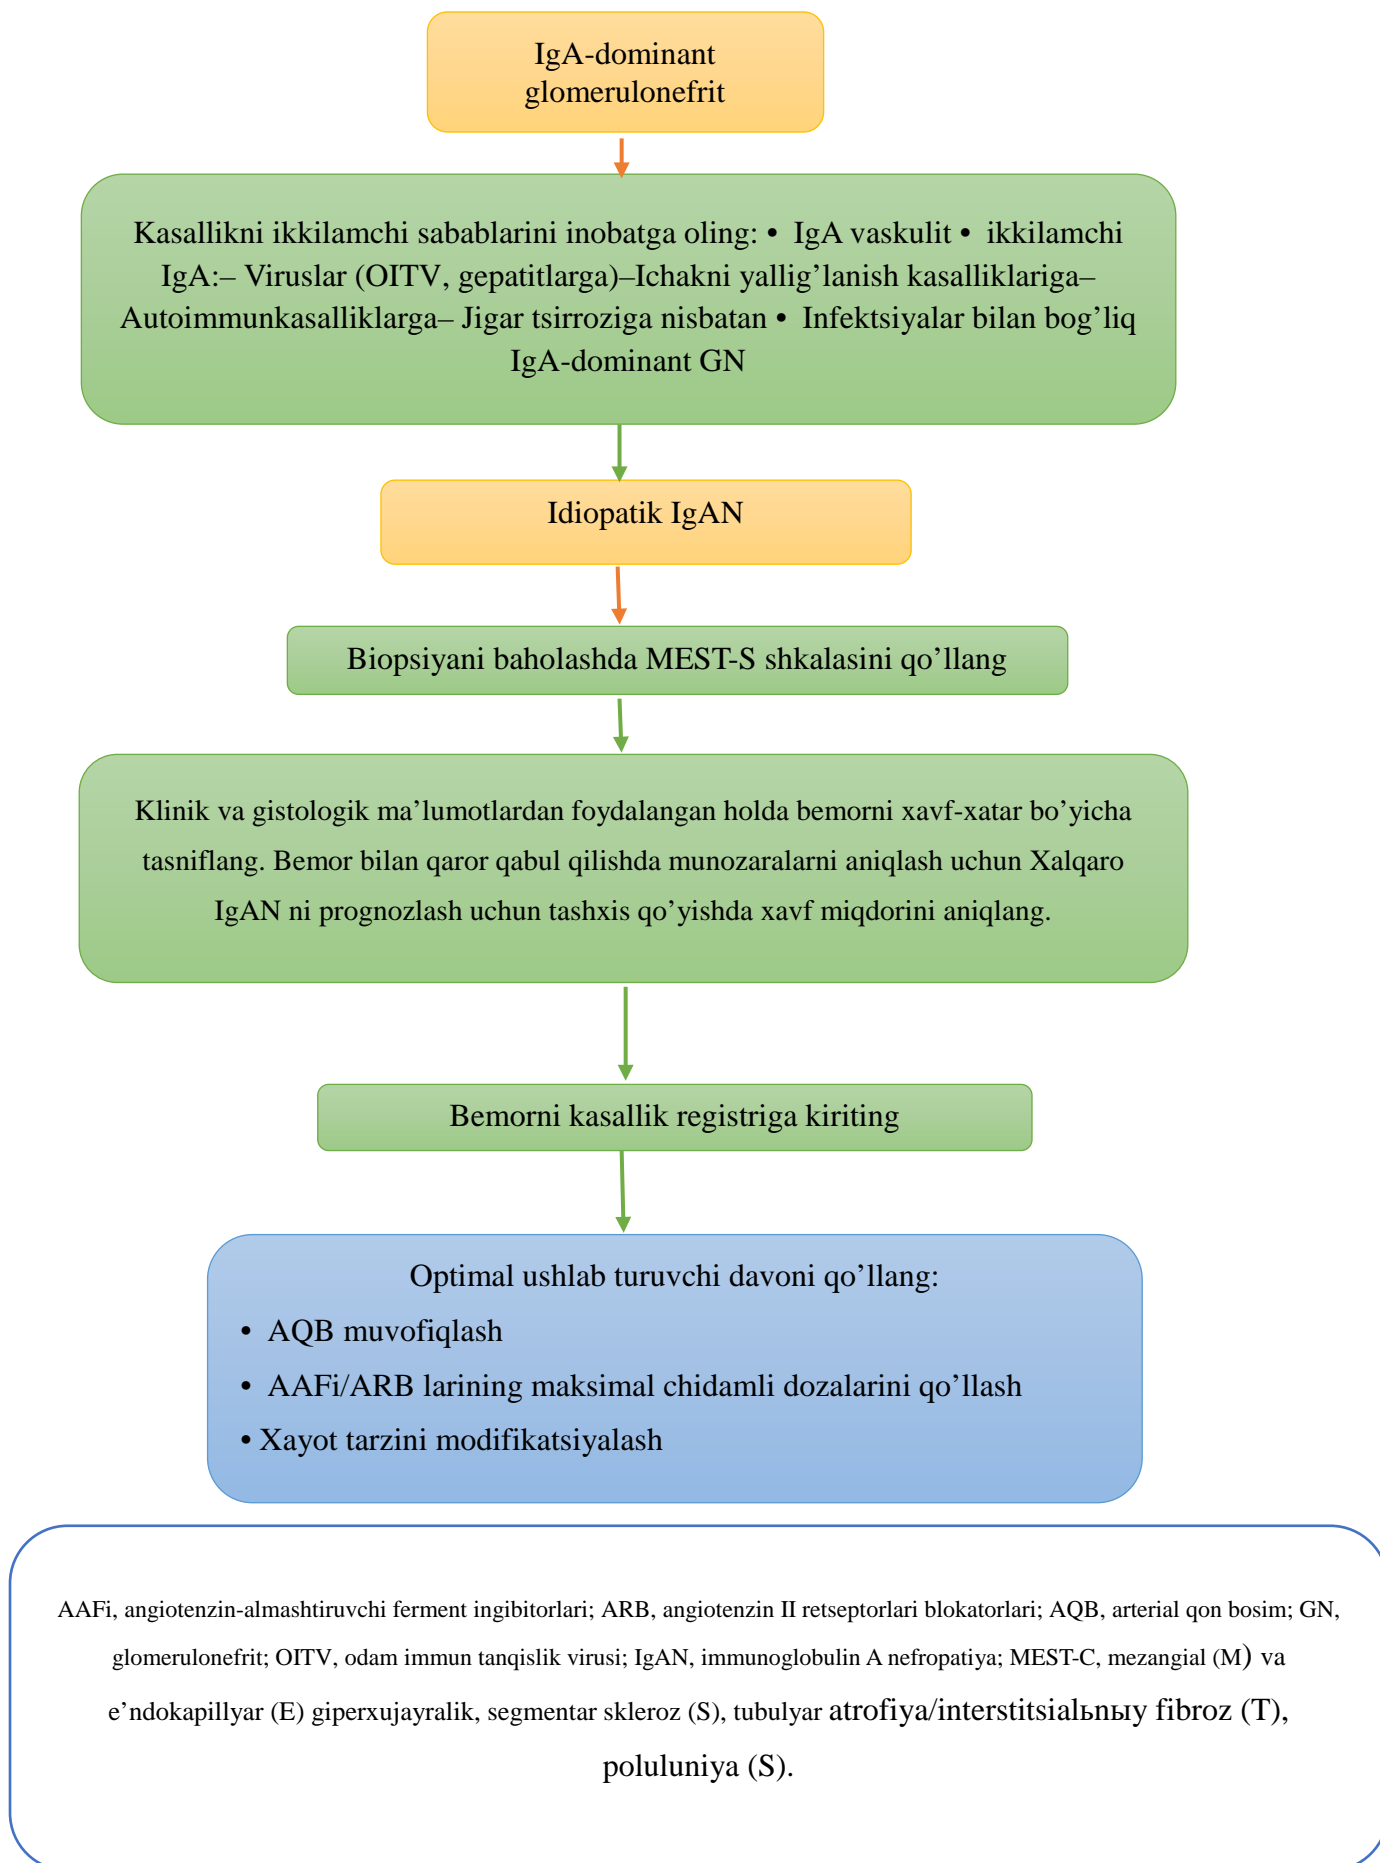 IgA-dominant
glomerulonefrit
Kasallikni ikkilamchi sabablarini inobatga oling: • IgA vaskulit • ikkilamchi
IgA:– Viruslar (OITV, gepatitlarga)–Ichakni yallig’lanish kasalliklariga–
Autoimmunkasalliklarga– Jigar tsirroziga nisbatan • Infektsiyalar bilan bog’liq
IgA-dominant GN
Idiopatik IgAN
Biopsiyani baholashda MEST-S shkalasini qo’llang
Klinik va gistologik ma’lumotlardan foydalangan holda bemorni xavf-xatar bo’yicha
tasniflang. Bemor bilan qaror qabul qilishda munozaralarni aniqlash uchun Xalqaro
IgAN ni prognozlash uchun tashxis qo’yishda xavf miqdorini aniqlang.
Bemorni kasallik registriga kiriting
Optimal ushlab turuvchi davoni qo’llang:
• AQB muvofiqlash
• AAFi/ARB larining maksimal chidamli dozalarini qo’llash
• Xayot tarzini modifikatsiyalash
AAFi, angiotenzin-almashtiruvchi ferment ingibitorlari; ARB, angiotenzin II retseptorlari blokatorlari; AQB, arterial qon bosim; GN,
glomerulonefrit; OITV, odam immun tanqislik virusi; IgAN, immunoglobulin A nefropatiya; MEST-C, mezangial (M) va
e’ndokapillyar (E) giperxujayralik, segmentar skleroz (S), tubulyar atrofiya/interstitsialьnыy fibroz (T),
poluluniya (S).